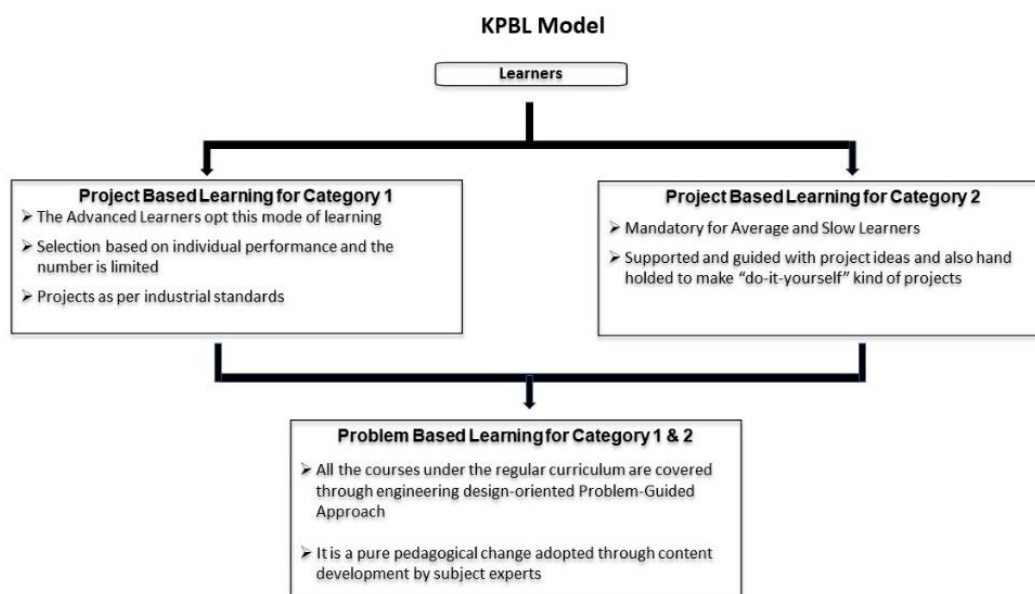 KPBL Model
Learners
Project Based Learning for Category 1
➢ The Advanced Learners opt this mode of learning
➢ Selection based on individual performance and the
number is limited
➢ Projects as per industrial standards
Project Based Learning for Category 2
➢ Mandatory for Average and Slow Learners
➢ Supported and guided with project ideas and also hand
holded to make “do-it-yourself” kind of projects
Problem Based Learning for Category 1 & 2
➢ All the courses under the regular curriculum are covered
through engineering design-oriented Problem-Guided
Approach
➢ It is a pure pedagogical change adopted through content
development by subject experts